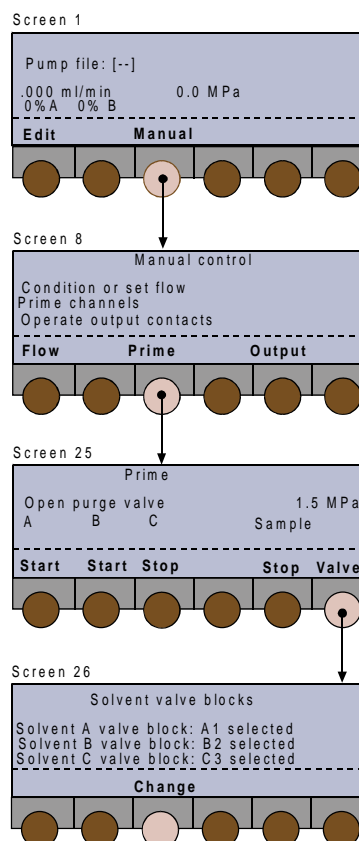 Screen 1
Pump file: [--]
.000 ml/min 0.0 MPa
0%A 0% B
Edit Manual
Screen 8
Manual control
Condition or set flow
Prime channels
Operate output contacts
Flow Prime Output
Screen 25
Prime
Open purge valve 1.5 MPa
A B C Sample
Start Start Stop Stop Valve
Screen 26
Solvent valve blocks
Solvent A valve block: A1 selected
Solvent B valve block: B2 selected
Solvent C valve block: C3 selected
Change